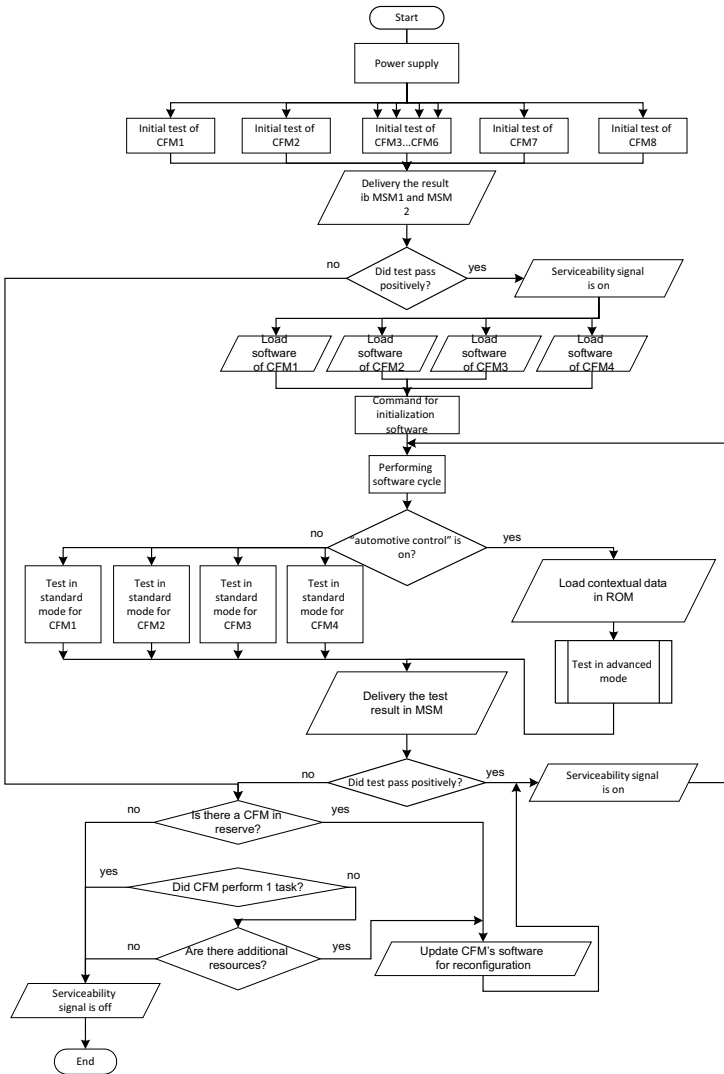 Start
Power supply
Initial test of
CFM1
Initial test of
CFM2
Initial test of
CFM3...CFM6
Initial test of
CFM7
Initial test of
CFM8
Delivery the result
ib MSM1 and MSM
2
no
Did test pass
positively?
yes
Serviceability signal
is on
Load
software
of CFM1
Load
software
of CFM2
Load
software
of CFM3
Load
software
of CFM4
Command for
initialization
software
Performing
software cycle
no
“automotive control” is
on?
yes
Test in
standard
mode for
CFM1
Test in
standard
mode for
CFM2
Test in
standard
mode for
CFM3
Test in
standard
mode for
CFM4
Load contextual data
in ROM
Test in advanced
mode
Delivery the test
result in MSM
no
Did test pass positively?
yes
Serviceability signal
is on
no
Is there a CFM in
reserve?
yes
yes
Did CFM perform 1 task?
no
no
Are there additional
resources?
yes
Update CFM’s software
for reconfiguration
Serviceability
signal is off
End